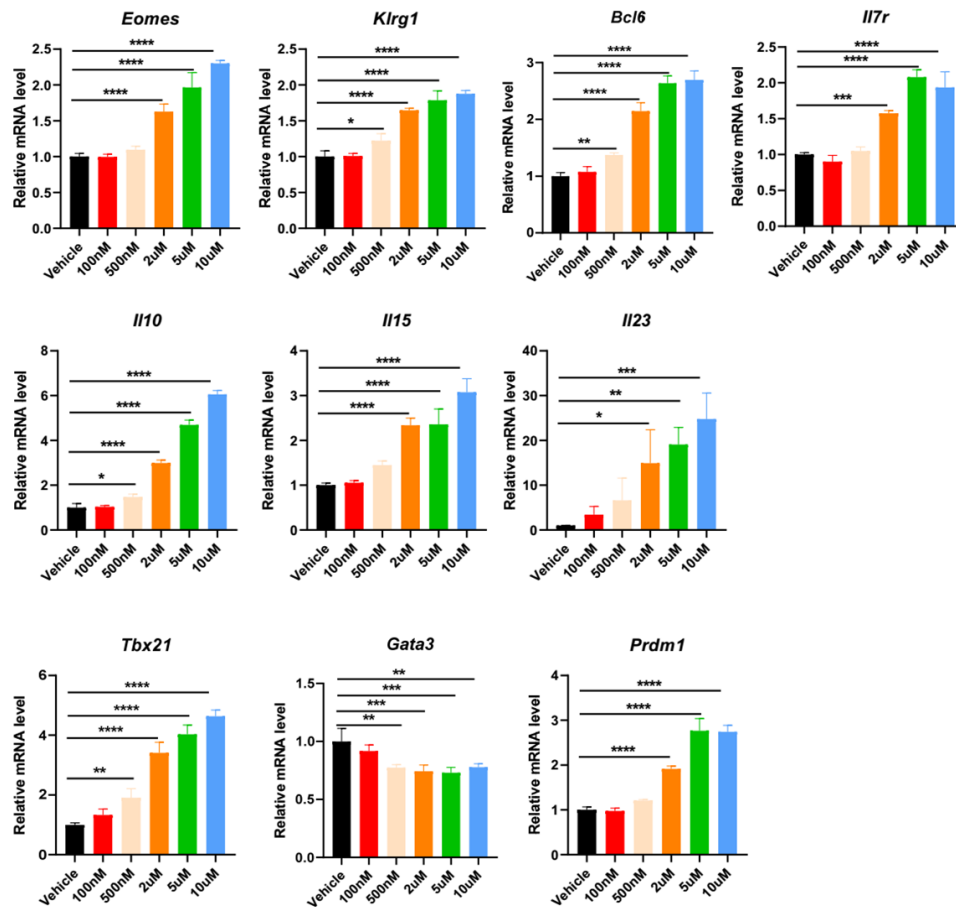 Eomes
Relative mRNA level
2.5
2.0
1.5
1.0
0.5
0.0
****
****
****
Vehicle
100nM
500nM
2uM
5uM
10uM
Klrg1
Relative mRNA level
2.5
2.0
1.5
1.0
0.5
0.0
****
****
****
*
Vehicle
100nM
500nM
2uM
5uM
10uM
Bcl6
Relative mRNA level
3
2
1
0
****
****
****
**
Vehicle
100nM
500nM
2uM
5uM
10uM
Il7r
Relative mRNA level
2.5
2.0
1.5
1.0
0.5
0.0
****
****
***
Vehicle
100nM
500nM
2uM
5uM
10uM
Il10
Relative mRNA level
8
6
4
2
0
****
****
****
*
Vehicle
100nM
500nM
2uM
5uM
10uM
Il15
Relative mRNA level
4
3
2
1
0
****
****
****
Vehicle
100nM
500nM
2uM
5uM
10uM
Il23
Relative mRNA level
40
30
20
10
0
***
**
*
Vehicle
100nM
500nM
2uM
5uM
10uM
Tbx21
Relative mRNA level
6
4
2
0
****
****
****
**
Vehicle
100nM
500nM
2uM
5uM
10uM
Gata3
Relative mRNA level
1.5
1.0
0.5
0.0
**
***
***
**
Vehicle
100nM
500nM
2uM
5uM
10uM
Prdm1
Relative mRNA level
4
3
2
1
0
****
****
****
Vehicle
100nM
500nM
2uM
5uM
10uM